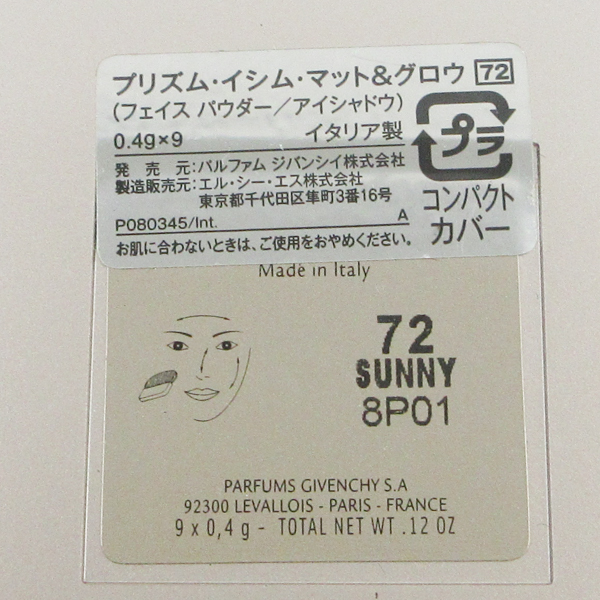 プリズム・イシム・マット&グロウ 72
(フェイス パウダー/アイシャドウ)
0.4g×9 イタリア製
発 売 元:パルファム ジバンシイ株式会社
製造販売元:エル・シー・エス株式会社
東京都千代田区隼町3番16号
P080345/Int. A
お肌に合わないときは、ご使用をおやめください。
プラ
コンパクト
カバー
Made in Italy
72
SUNNY
8P01
PARFUMS GIVENCHY S.A
92300 LEVALLOIS - PARIS - FRANCE
9 x 0,4 g - TOTAL NET WT .12 OZ